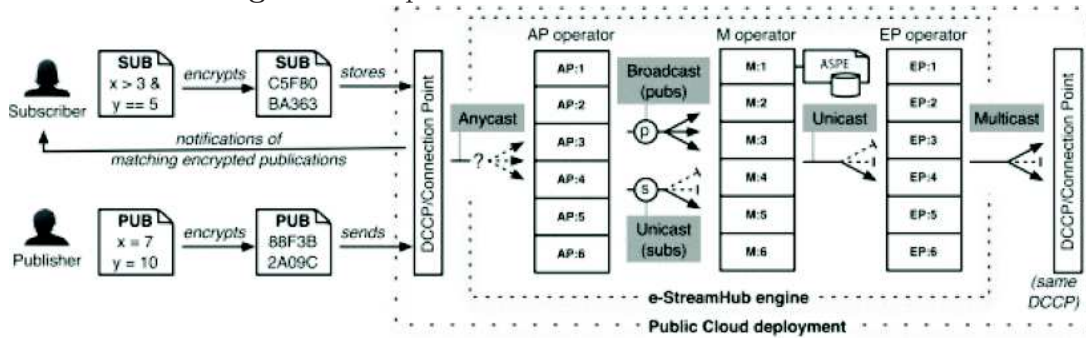 AP operator
M operator
EP operator
SUB
x > 3 &
y == 5
encrypts
SUB
C5F80
BA363
stores
Subscriber
notifications of
matching encrypted publications
PUB
x = 7
y = 10
encrypts
PUB
88F3B
2A09C
sends
Publisher
DCCP/Connection Point
Anycast
?
AP:1
AP:2
AP:3
AP:4
AP:5
AP:6
Broadcast
(pubs)
p
s
Unicast
(subs)
M:1
M:2
M:3
M:4
M:5
M:6
ASPE
Unicast
EP:1
EP:2
EP:3
EP:4
EP:5
EP:6
Multicast
DCCP/Connection Point
(same
DCCP)
e-StreamHub engine
Public Cloud deployment